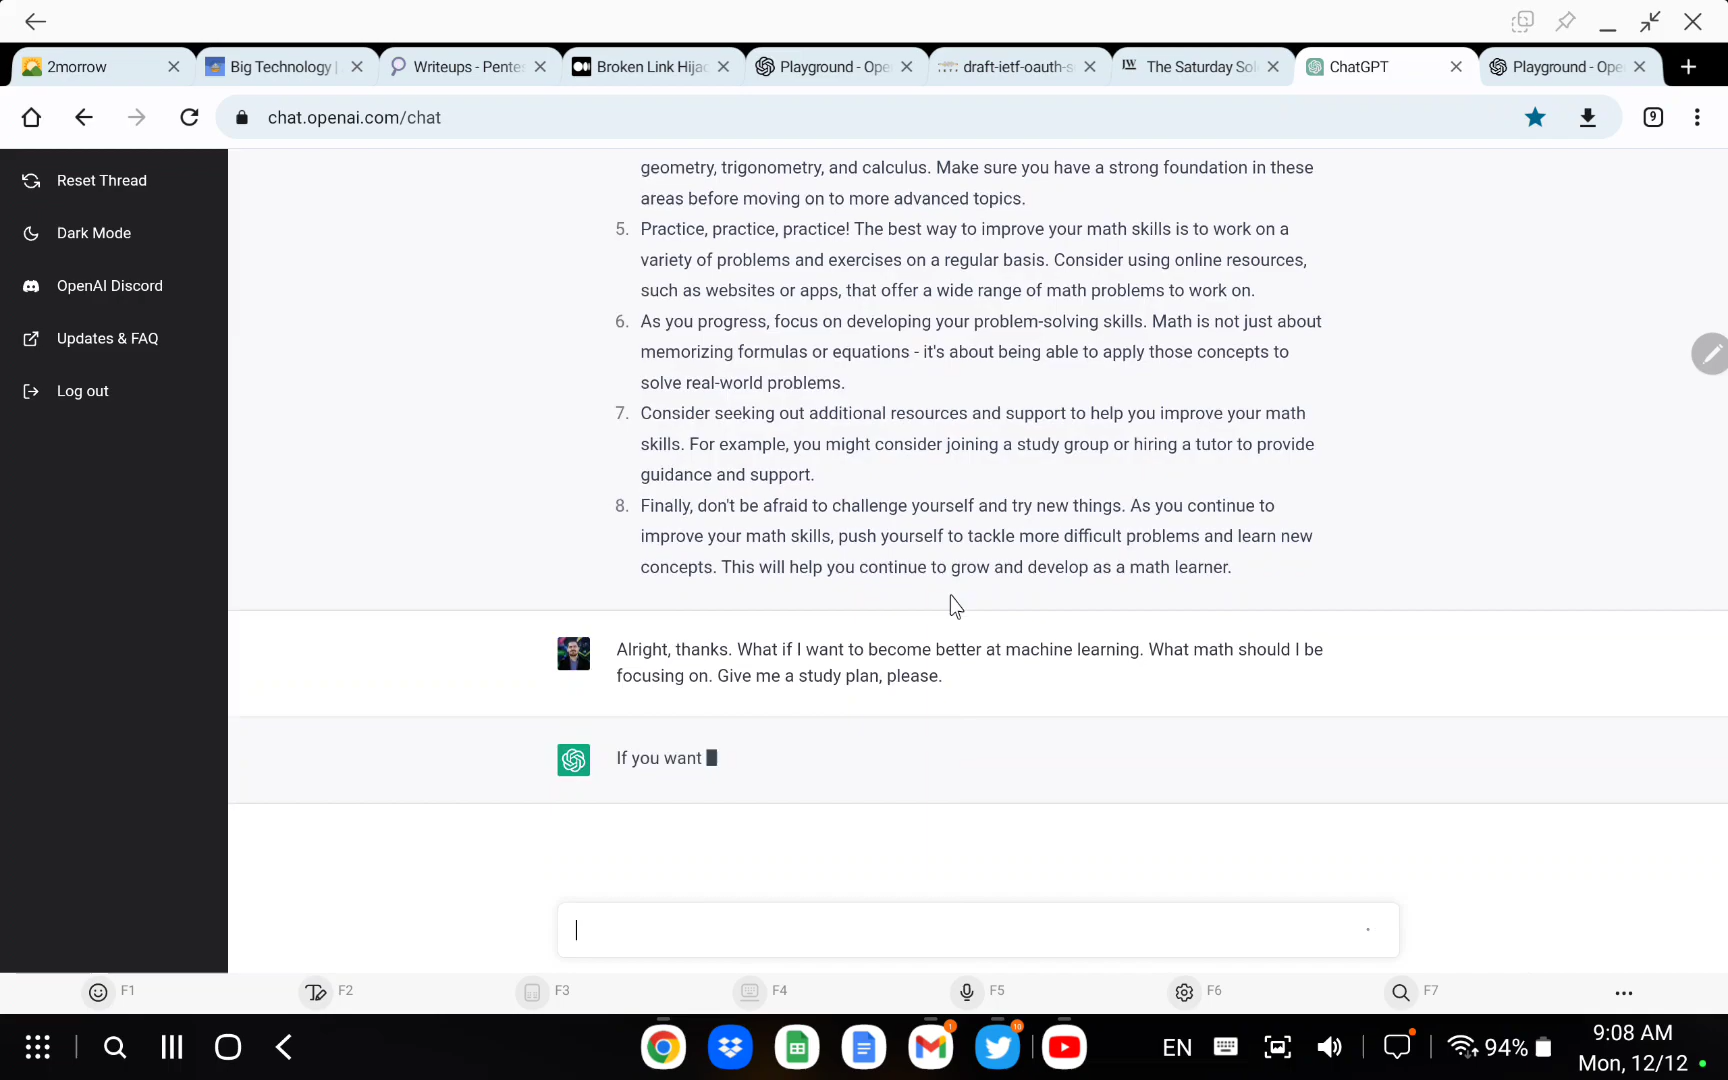 2morrow
Big Technology |
Writeups - Pentes
Broken Link Hijac
Playground - Ope
draft-ietf-oauth-s
The Saturday Sol
ChatGPT
Playground - Ope
chat.openai.com/chat
9
Reset Thread
Dark Mode
OpenAI Discord
Updates & FAQ
Log out
geometry, trigonometry, and calculus. Make sure you have a strong foundation in these
areas before moving on to more advanced topics.
5. Practice, practice, practice! The best way to improve your math skills is to work on a
variety of problems and exercises on a regular basis. Consider using online resources,
such as websites or apps, that offer a wide range of math problems to work on.
6. As you progress, focus on developing your problem-solving skills. Math is not just about
memorizing formulas or equations - it's about being able to apply those concepts to
solve real-world problems.
7. Consider seeking out additional resources and support to help you improve your math
skills. For example, you might consider joining a study group or hiring a tutor to provide
guidance and support.
8. Finally, don't be afraid to challenge yourself and try new things. As you continue to
improve your math skills, push yourself to tackle more difficult problems and learn new
concepts. This will help you continue to grow and develop as a math learner.
Alright, thanks. What if I want to become better at machine learning. What math should I be
focusing on. Give me a study plan, please.
If you want
F1
F2
F3
F4
F5
F6
F7
1
10
EN
94%
9:08 AM
Mon, 12/12